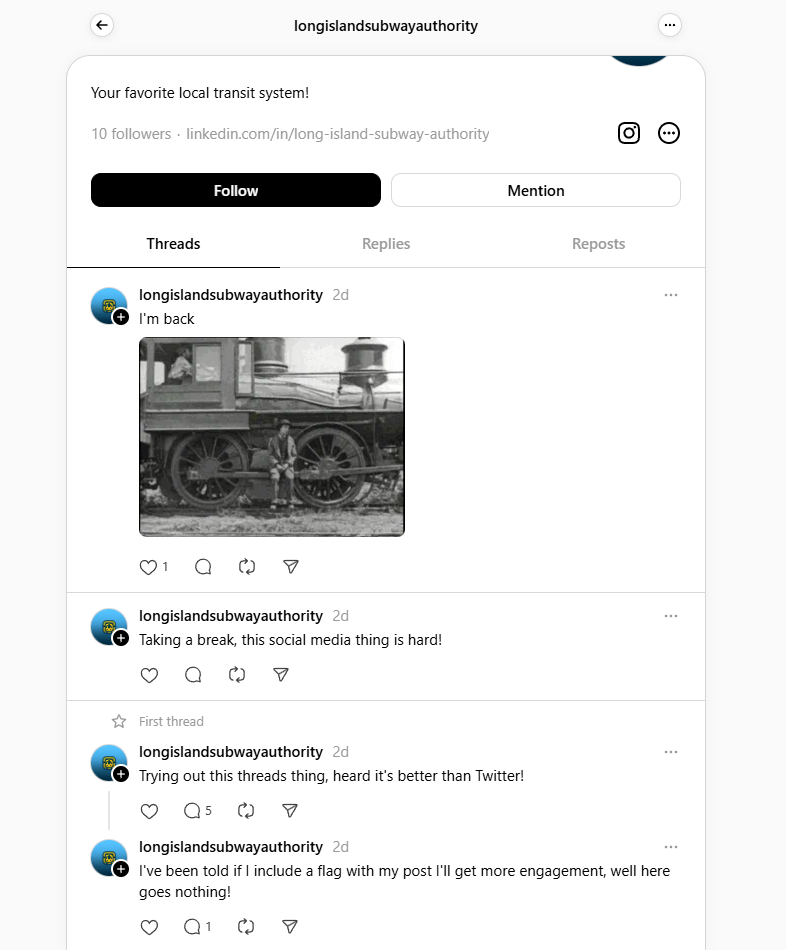 longislandsubwayauthority
Your favorite local transit system!
10 followers · linkedin.com/in/long-island-subway-authority
Follow
Mention
Threads
Replies
Reposts
longislandsubwayauthority 2d
I'm back
1
longislandsubwayauthority 2d
Taking a break, this social media thing is hard!
First thread
longislandsubwayauthority 2d
Trying out this threads thing, heard it's better than Twitter!
5
longislandsubwayauthority 2d
I've been told if I include a flag with my post I'll get more engagement, well here
goes nothing!
1